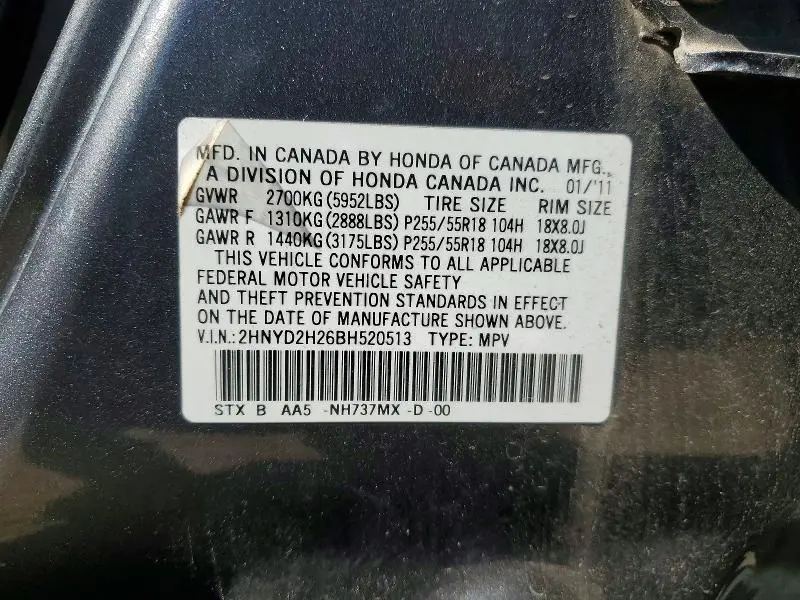 MFD. IN CANADA BY HONDA OF CANADA MFG.,
A DIVISION OF HONDA CANADA INC. 01/'11
GVWR 2700KG(5952LBS) TIRE SIZE RIM SIZE
GAWR F 1310KG(2888LBS) P255/55R18 104H 18X8.0J
GAWR R 1440KG(3175LBS) P255/55R18 104H 18X8.0J
THIS VEHICLE CONFORMS TO ALL APPLICABLE
FEDERAL MOTOR VEHICLE SAFETY
AND THEFT PREVENTION STANDARDS IN EFFECT
ON THE DATE OF MANUFACTURE SHOWN ABOVE.
V.I.N.: 2HNYD2H26BH520513 TYPE: MPV
STX B AA5 -NH737MX -D -00